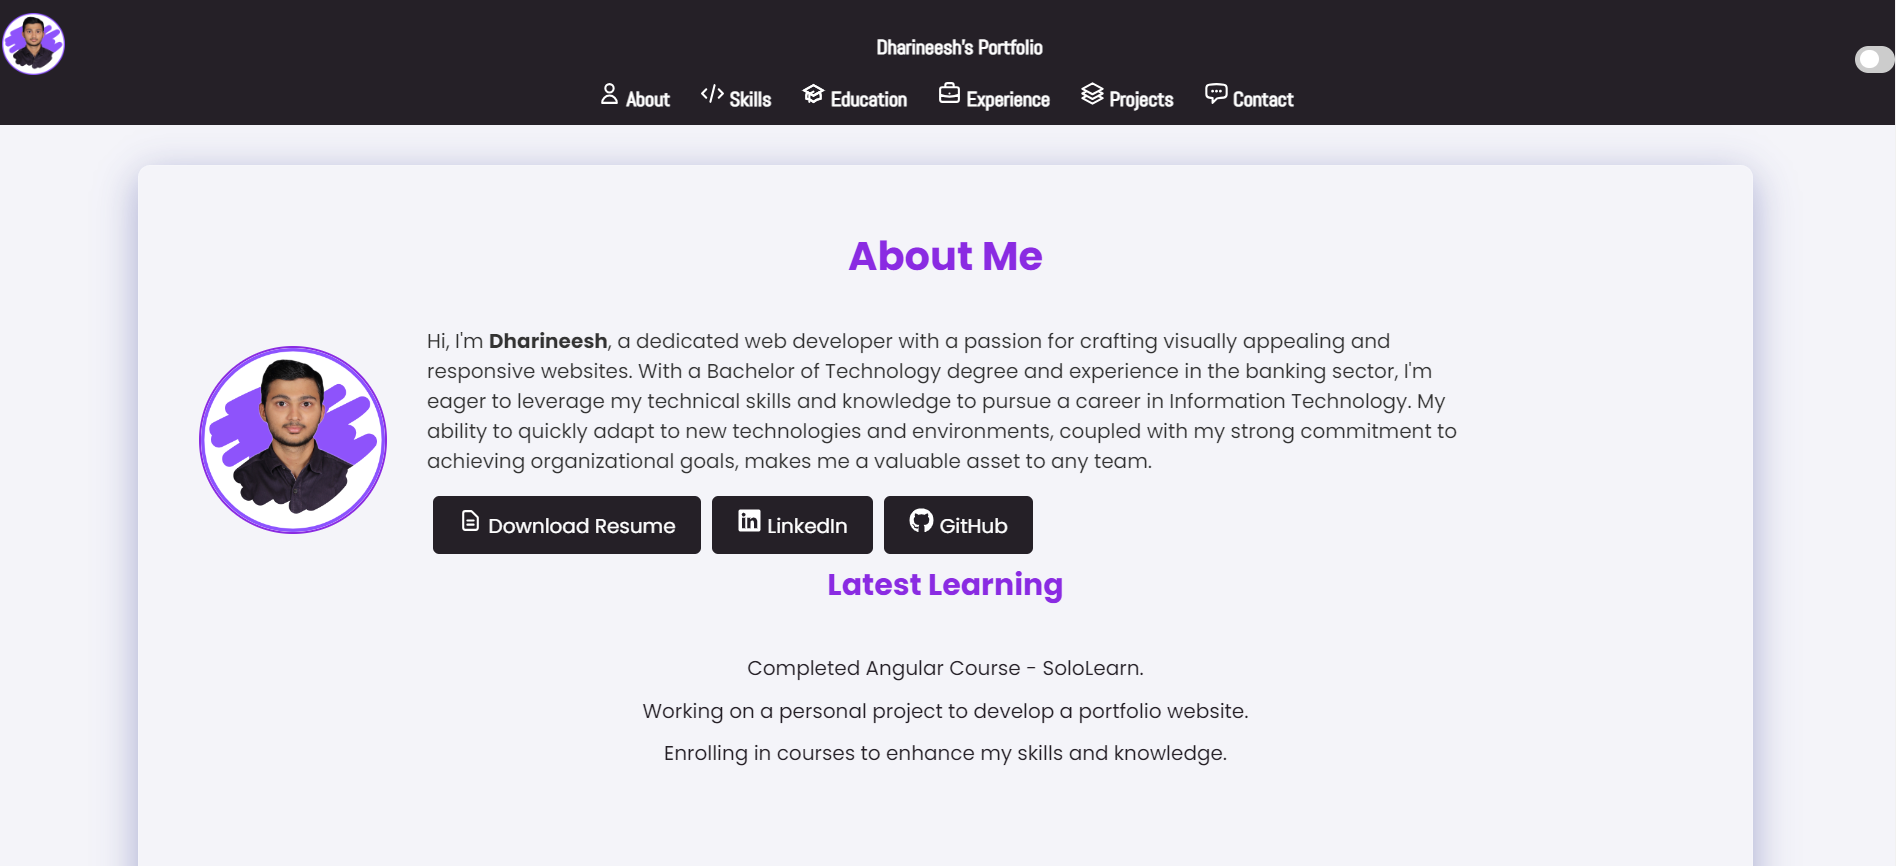 Dharineesh's Portfolio
About Skills Education Experience Projects Contact
About Me
Hi, I'm Dharineesh, a dedicated web developer with a passion for crafting visually appealing and
responsive websites. With a Bachelor of Technology degree and experience in the banking sector, I'm
eager to leverage my technical skills and knowledge to pursue a career in Information Technology. My
ability to quickly adapt to new technologies and environments, coupled with my strong commitment to
achieving organizational goals, makes me a valuable asset to any team.
Download Resume LinkedIn GitHub
Latest Learning
Completed Angular Course - SoloLearn.
Working on a personal project to develop a portfolio website.
Enrolling in courses to enhance my skills and knowledge.